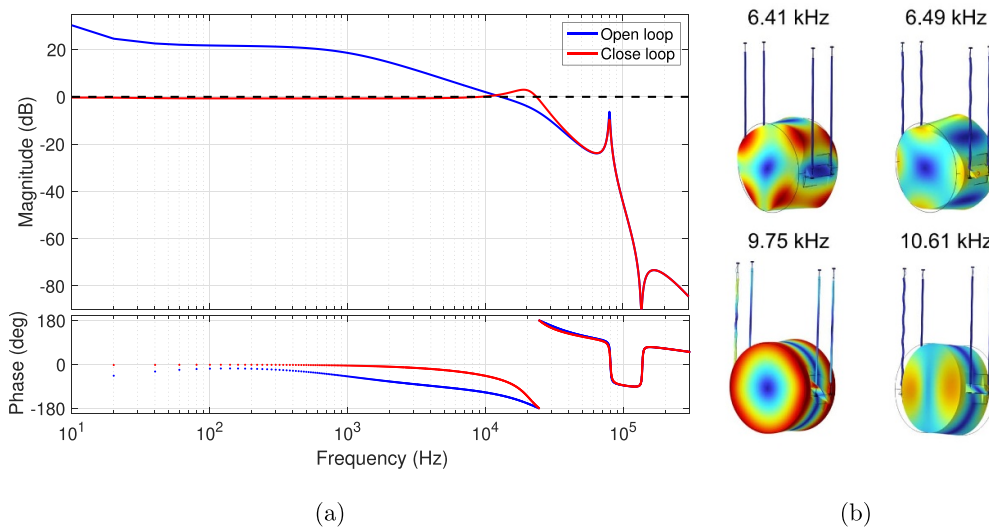 Open loop
Close loop
Magnitude (dB)
20
0
-20
-40
-60
-80
Phase (deg)
180
0
-180
10^1
10^2
10^3
10^4
10^5
Frequency (Hz)
(a)
6.41 kHz
6.49 kHz
9.75 kHz
10.61 kHz
(b)